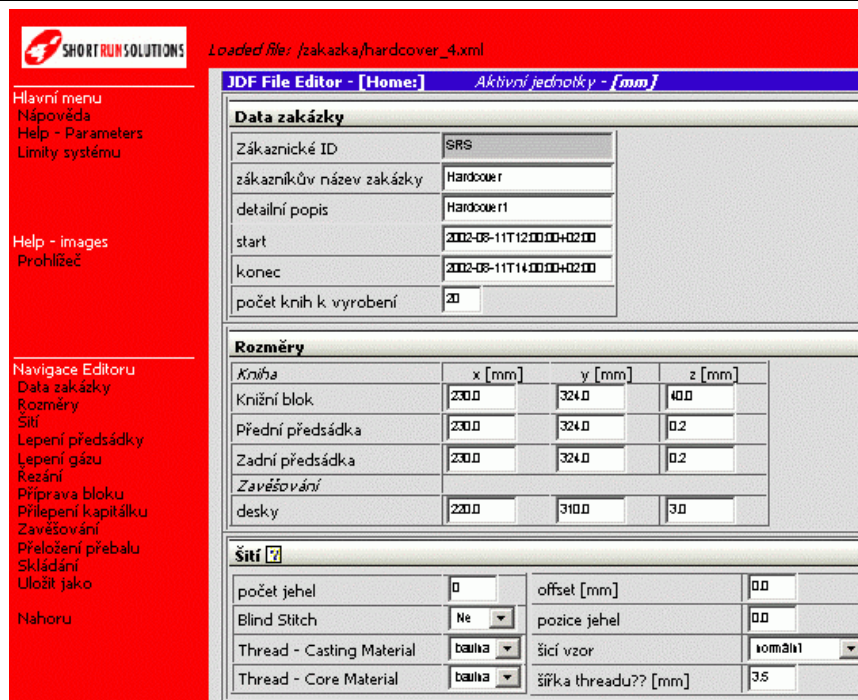 SHORTRUNSOLUTIONS
Loaded file: /zakazka/hardcover_4.xml
JDF File Editor - [Home:] Aktivní jednotky - [mm]
Hlavní menu
Nápověda
Help - Parameters
Limity systému
Help - images
Prohlížeč
Navigace Editoru
Data zakázky
Rozměry
Šití
Lepení předsádky
Lepení gázu
Řezání
Příprava bloku
Přilepení kapitálku
Zavěšování
Přeložení přebalu
Skládání
Uložit jako
Nahoru
Data zakázky
Zákaznické ID SRS
zákazníkův název zakázky Hardcover
detailní popis Hardcover1
start 2002-08-11T12:00:00+02:00
konec 2002-08-11T14:00:00+02:00
počet knih k vyrobení 20
Rozměry
Kniha x [mm] y [mm] z [mm]
Knižní blok 230.0 324.0 40.0
Přední předsádka 230.0 324.0 0.2
Zadní předsádka 230.0 324.0 0.2
Zavěšování
desky 220.0 310.0 3.0
Šití ?
počet jehel 0 offset [mm] 0.0
Blind Stitch Ne pozice jehel 0.0
Thread - Casting Material bavlna šicí vzor normální
Thread - Core Material bavlna šířka threadu?? [mm] 3.5